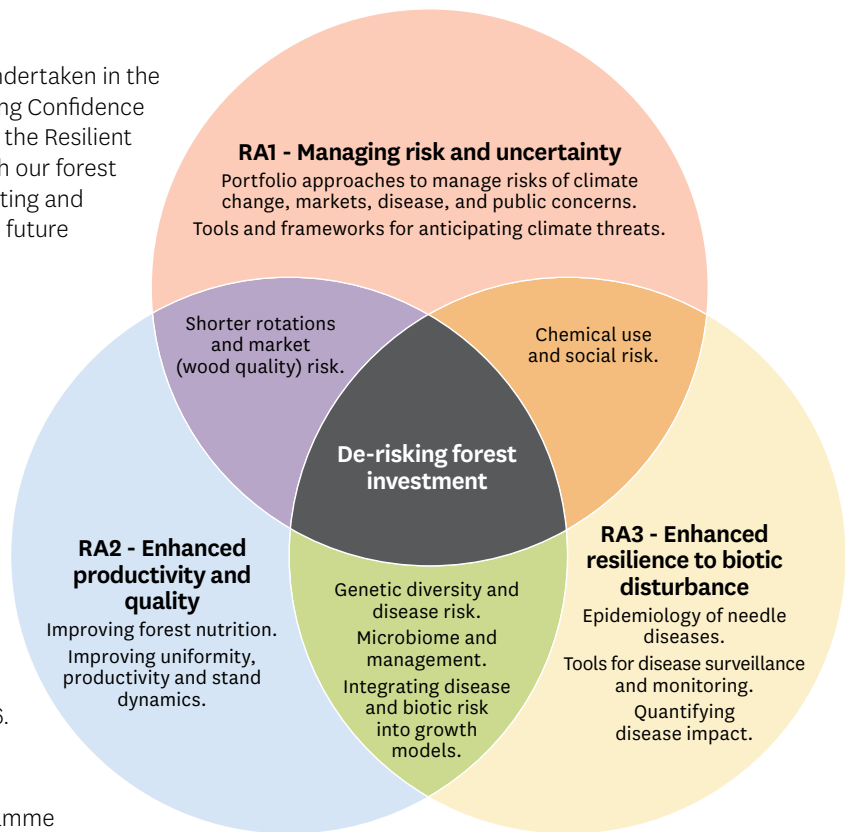 ndertaken in the
ng Confidence
the Resilient
h our forest
ting and
future
RA1 - Managing risk and uncertainty
Portfolio approaches to manage risks of climate
change, markets, disease, and public concerns.
Tools and frameworks for anticipating climate threats.
Shorter rotations
and market
(wood quality) risk.
Chemical use
and social risk.
De-risking forest
investment
RA2 - Enhanced
productivity and
quality
Improving forest nutrition.
Improving uniformity,
productivity and stand
dynamics.
Genetic diversity and
disease risk.
Microbiome and
management.
Integrating disease
and biotic risk
into growth
models.
RA3 - Enhanced
resilience to biotic
disturbance
Epidemiology of needle
diseases.
Tools for disease surveillance
and monitoring.
Quantifying
disease impact.
amme